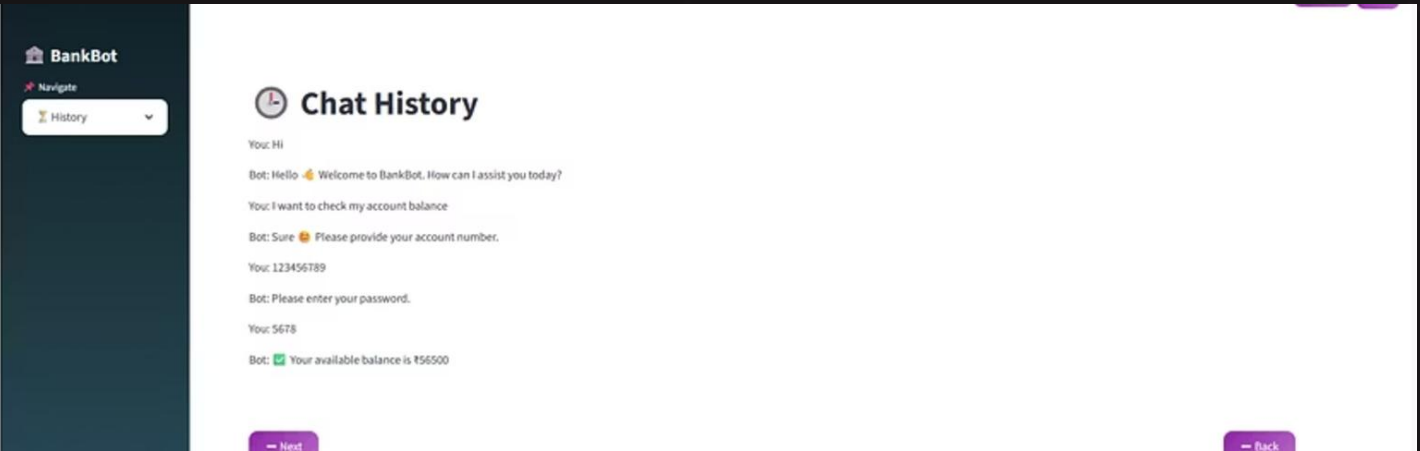 BankBot
Navigate
History
Chat History
You: Hi
Bot: Hello 👋 Welcome to BankBot. How can I assist you today?
You: I want to check my account balance
Bot: Sure 😊 Please provide your account number.
You: 123456789
Bot: Please enter your password.
You: 5678
Bot: ✅ Your available balance is ₹56500
Next
Back